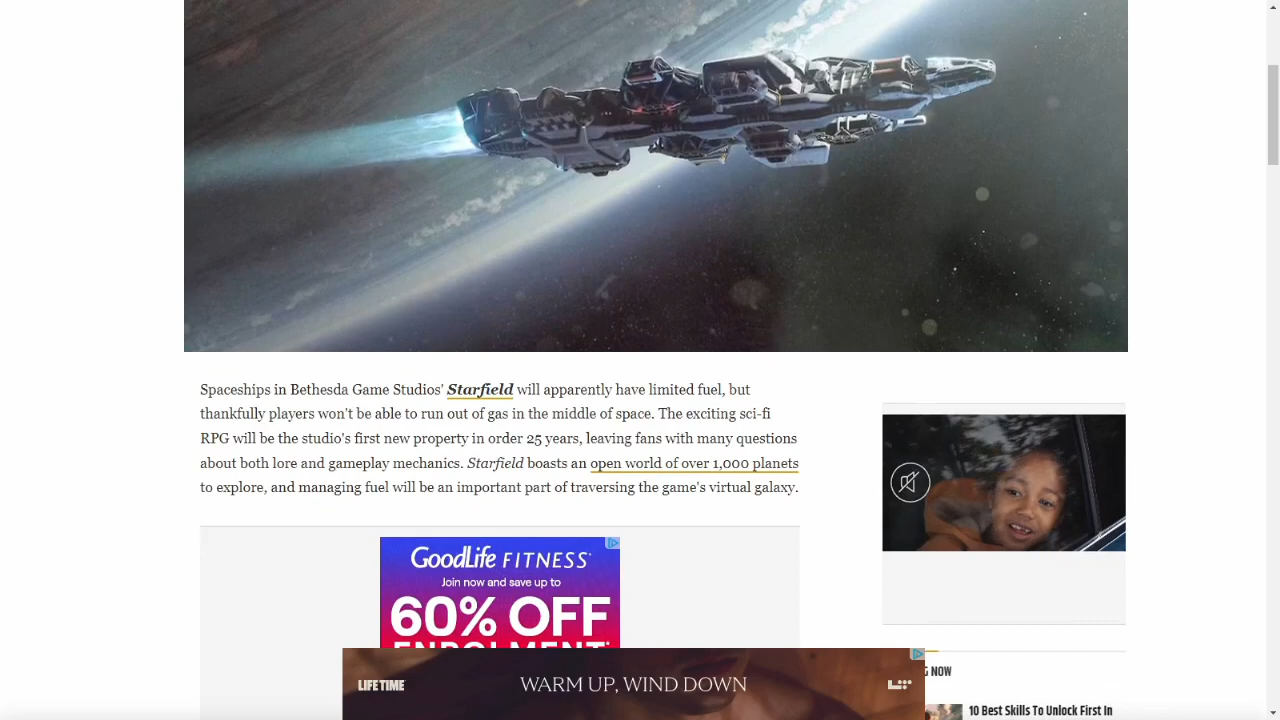 Spaceships in Bethesda Game Studios' Starfield will apparently have limited fuel, but
thankfully players won't be able to run out of gas in the middle of space. The exciting sci-fi
RPG will be the studio's first new property in order 25 years, leaving fans with many questions
about both lore and gameplay mechanics. Starfield boasts an open world of over 1,000 planets
to explore, and managing fuel will be an important part of traversing the game's virtual galaxy.
GoodLife FITNESS
Join now and save up to
60% OFF
ENROLMENT*
LIFE TIME
WARM UP, WIND DOWN
G NOW
10 Best Skills To Unlock First In